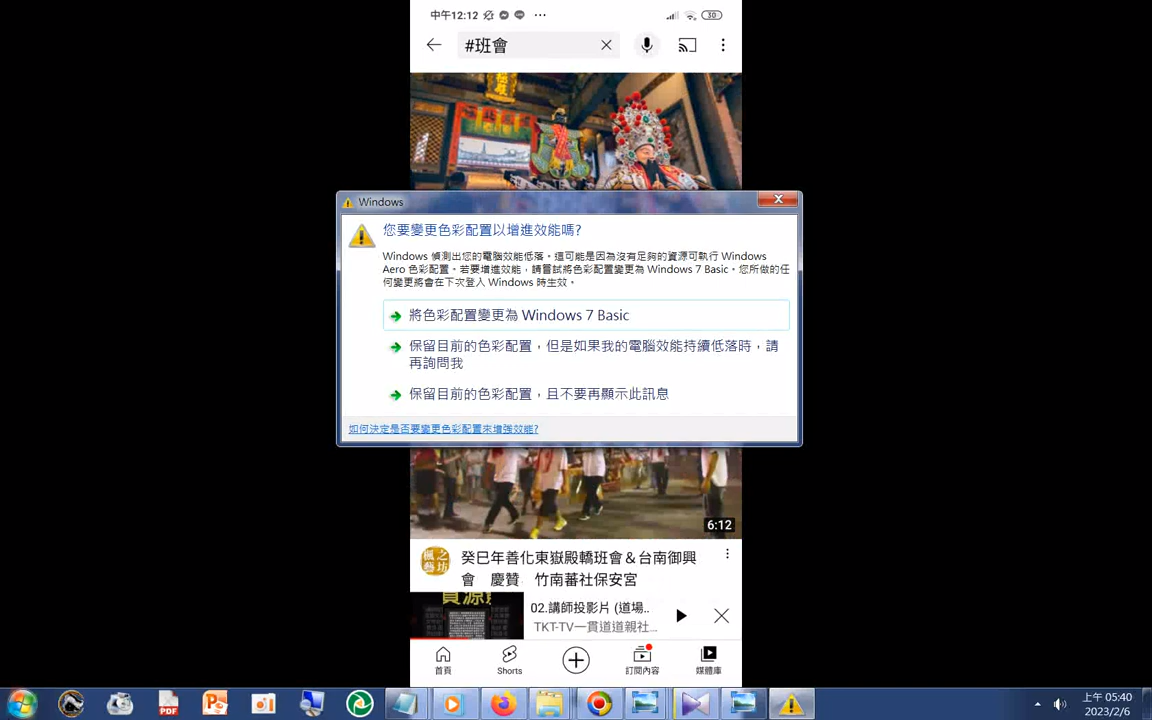 中午12:12
30
#班會
Windows
您要變更色彩配置以增進效能嗎?
Windows 偵測出您的電腦效能低落。這可能是因為沒有足夠的資源可執行 Windows
Aero 色彩配置。若要增進效能，請嘗試將色彩配置變更為 Windows 7 Basic。您所做的任
何變更將會在下次登入 Windows 時生效。
將色彩配置變更為 Windows 7 Basic
保留目前的色彩配置，但是如果我的電腦效能持續低落時，請
再詢問我
保留目前的色彩配置，且不要再顯示此訊息
如何決定是否要變更色彩配置來增強效能?
6:12
癸巳年善化東嶽殿轎班會＆台南御興
會 慶贊 竹南蕃社保安宮
02.講師投影片 (道場..
TKT-TV一貫道道親社...
首頁
Shorts
訂閱內容
媒體庫
PDF
上午 05:40
2023/2/6